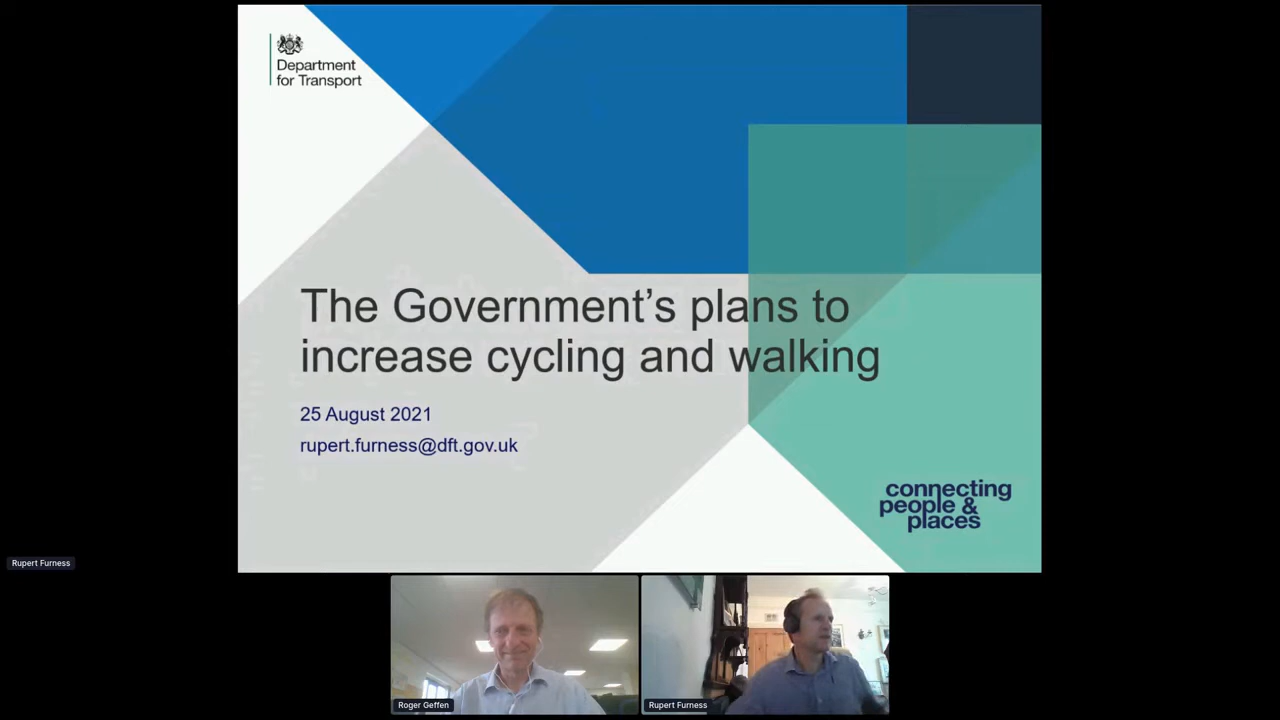 Department
for Transport
The Government's plans to
increase cycling and walking
25 August 2021
rupert.furness@dft.gov.uk
connecting
people &
places
Rupert Furness
Roger Geffen
Rupert Furness